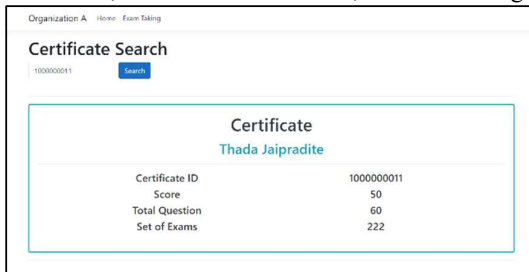 Organization A Home Exam Taking
Certificate Search
1000000011 Search
Certificate
Thada Jaipradite
Certificate ID 1000000011
Score 50
Total Question 60
Set of Exams 222